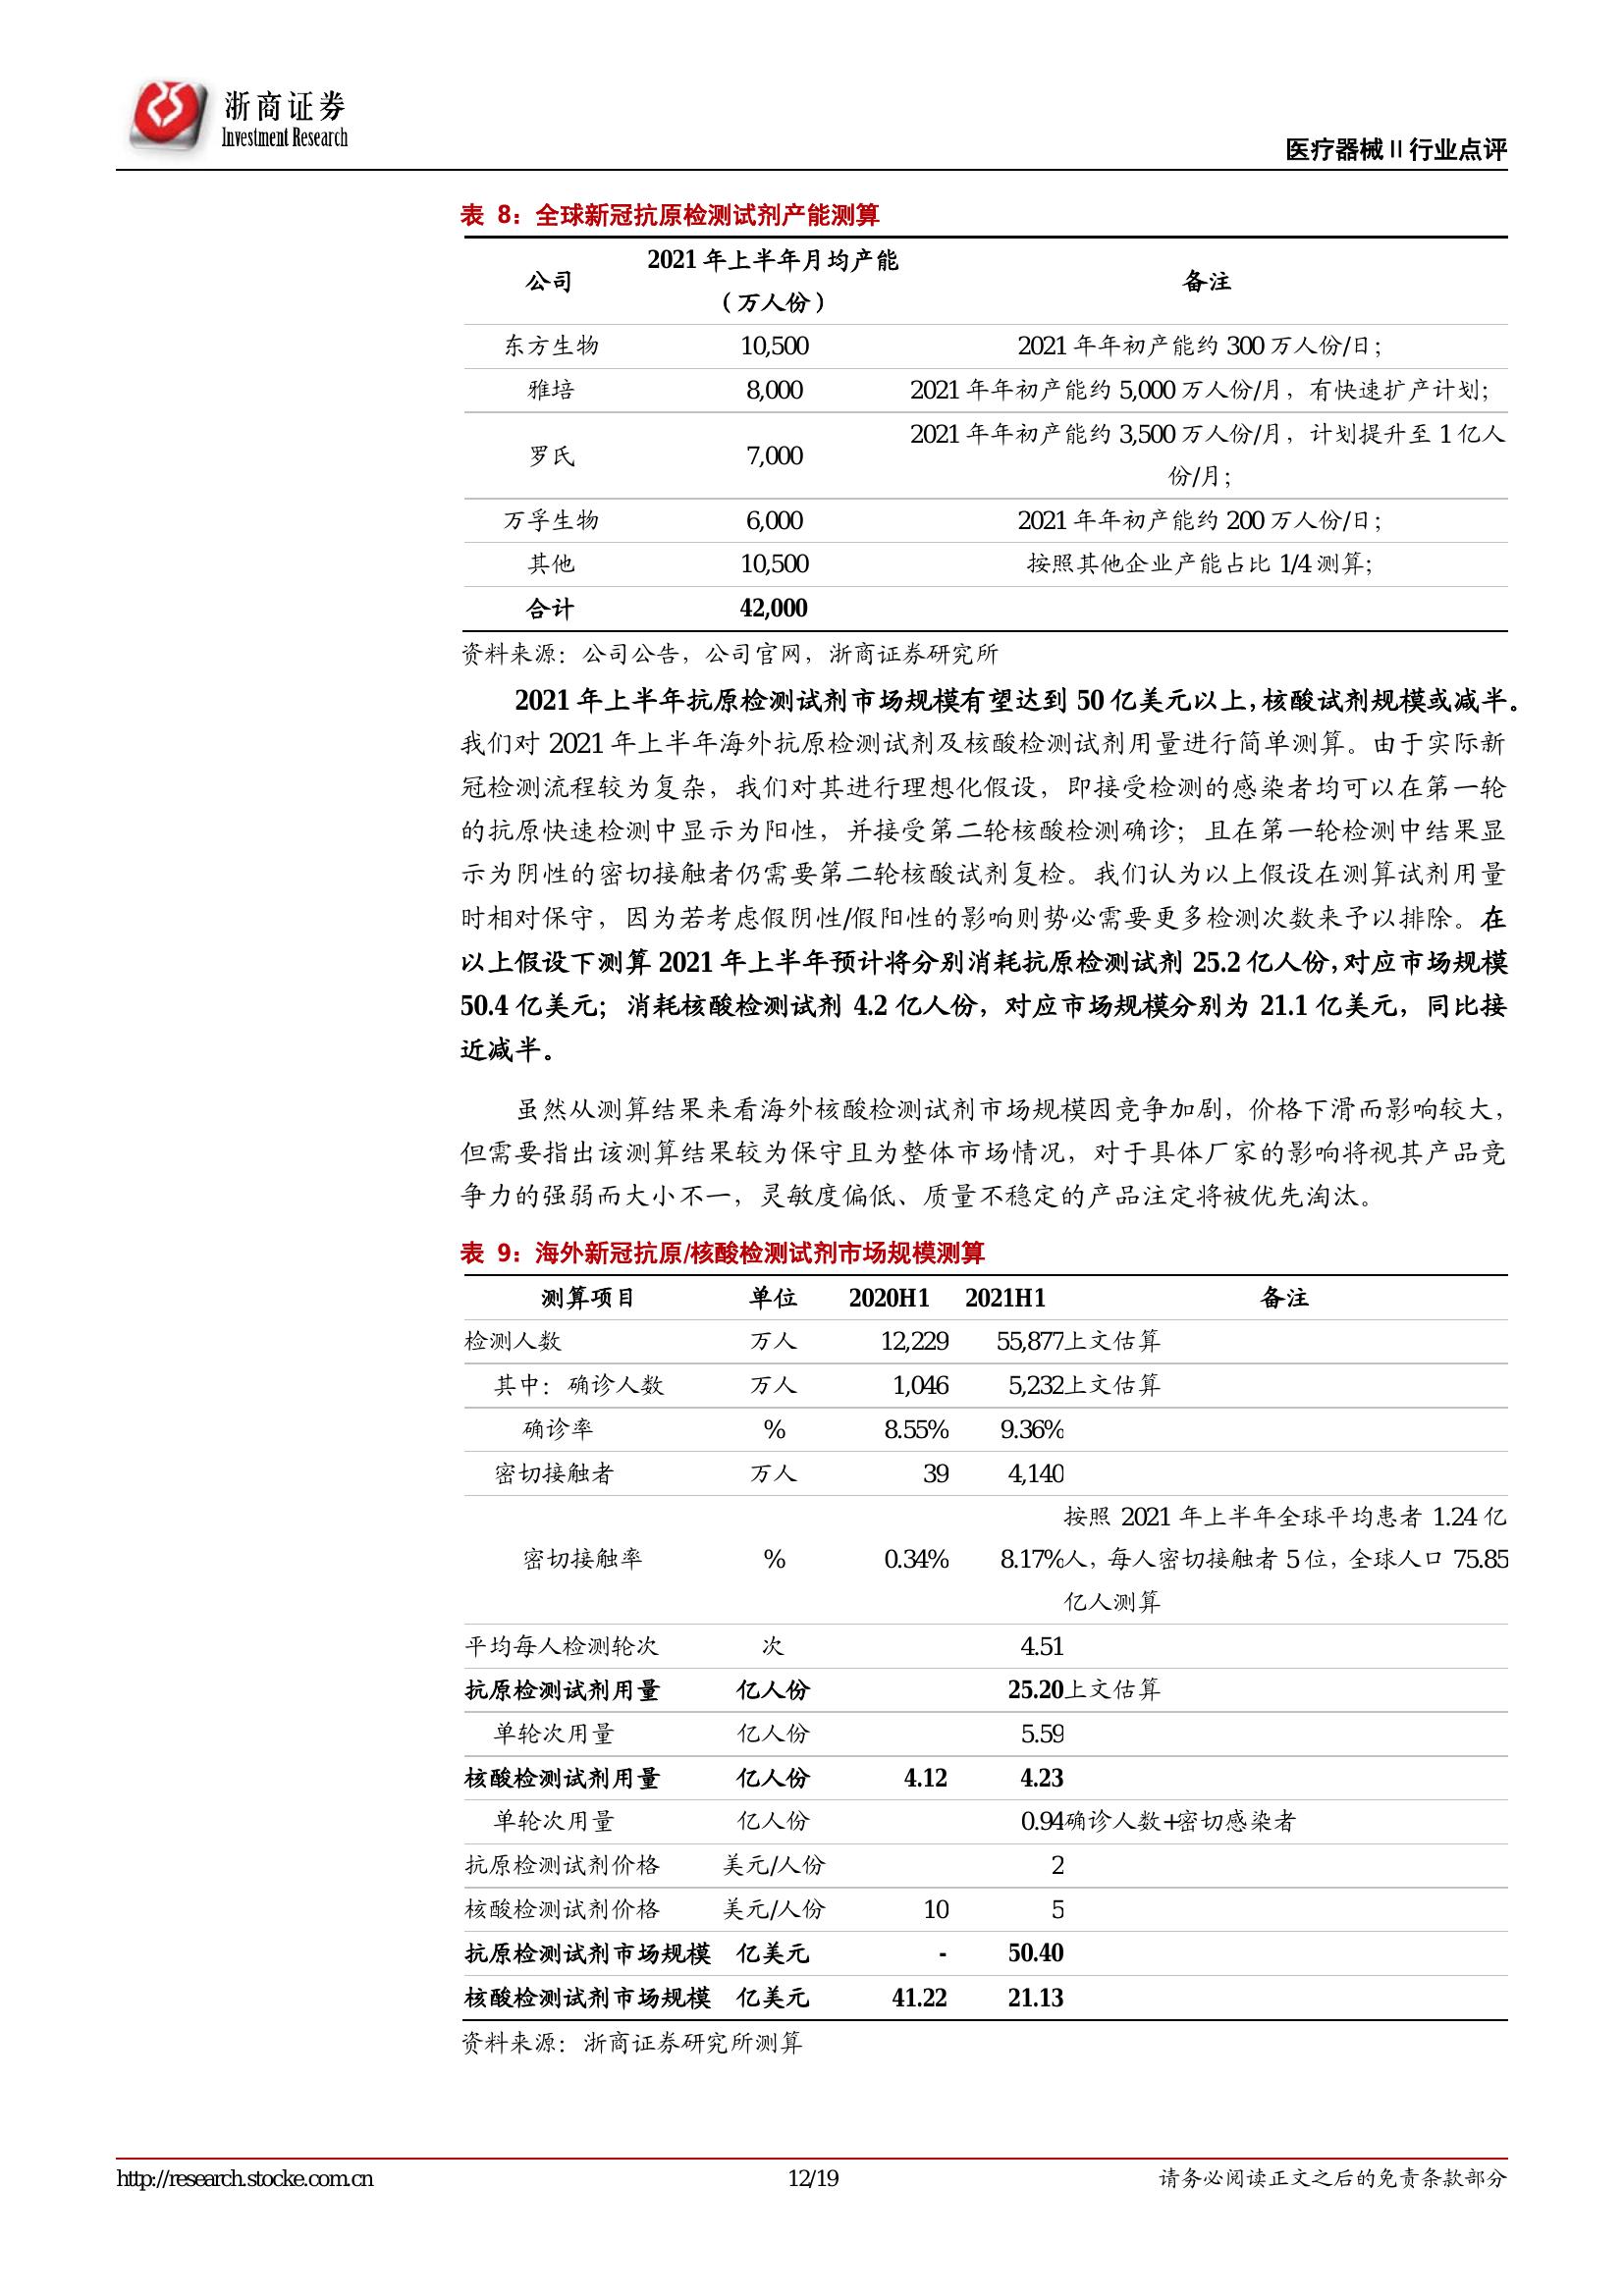 浙商证券
Investment Research
医疗器械Ⅱ行业点评
表 8：全球新冠抗原检测试剂产能测算
公司 2021 年上半年月均产能（万人份） 备注
东方生物 10,500 2021 年年初产能约 300 万人份/日；
雅培 8,000 2021 年年初产能约 5,000 万人份/月，有快速扩产计划；
罗氏 7,000 2021 年年初产能约 3,500 万人份/月，计划提升至 1 亿人份/月；
万孚生物 6,000 2021 年年初产能约 200 万人份/日；
其他 10,500 按照其他企业产能占比 1/4 测算；
合计 42,000
资料来源：公司公告，公司官网，浙商证券研究所
2021 年上半年抗原检测试剂市场规模有望达到 50 亿美元以上，核酸试剂规模或减半。
我们对 2021 年上半年海外抗原检测试剂及核酸检测试剂用量进行简单测算。由于实际新
冠检测流程较为复杂，我们对其进行理想化假设，即接受检测的感染者均可以在第一轮
的抗原快速检测中显示为阳性，并接受第二轮核酸检测确诊；且在第一轮检测中结果显
示为阴性的密切接触者仍需要第二轮核酸试剂复检。我们认为以上假设在测算试剂用量
时相对保守，因为若考虑假阴性/假阳性的影响则势必需要更多检测次数来予以排除。在
以上假设下测算 2021 年上半年预计将分别消耗抗原检测试剂 25.2 亿人份，对应市场规模
50.4 亿美元；消耗核酸检测试剂 4.2 亿人份，对应市场规模分别为 21.1 亿美元，同比接
近减半。
虽然从测算结果来看海外核酸检测试剂市场规模因竞争加剧，价格下滑而影响较大，
但需要指出该测算结果较为保守且为整体市场情况，对于具体厂家的影响将视其产品竞
争力的强弱而大小不一，灵敏度偏低、质量不稳定的产品注定将被优先淘汰。
表 9：海外新冠抗原/核酸检测试剂市场规模测算
测算项目 单位 2020H1 2021H1 备注
检测人数 万人 12,229 55,877 上文估算
其中：确诊人数 万人 1,046 5,232 上文估算
确诊率 % 8.55% 9.36%
密切接触者 万人 39 4,140
密切接触率 % 0.34% 8.17% 按照 2021 年上半年全球平均患者 1.24 亿人，每人密切接触者 5 位，全球人口 75.85 亿人测算
平均每人检测轮次 次 4.51
抗原检测试剂用量 亿人份 25.20 上文估算
单轮次用量 亿人份 5.59
核酸检测试剂用量 亿人份 4.12 4.23
单轮次用量 亿人份 0.94 确诊人数+密切感染者
抗原检测试剂价格 美元/人份 2
核酸检测试剂价格 美元/人份 10 5
抗原检测试剂市场规模 亿美元 - 50.40
核酸检测试剂市场规模 亿美元 41.22 21.13
资料来源：浙商证券研究所测算
http://research.stocke.com.cn 12/19 请务必阅读正文之后的免责条款部分